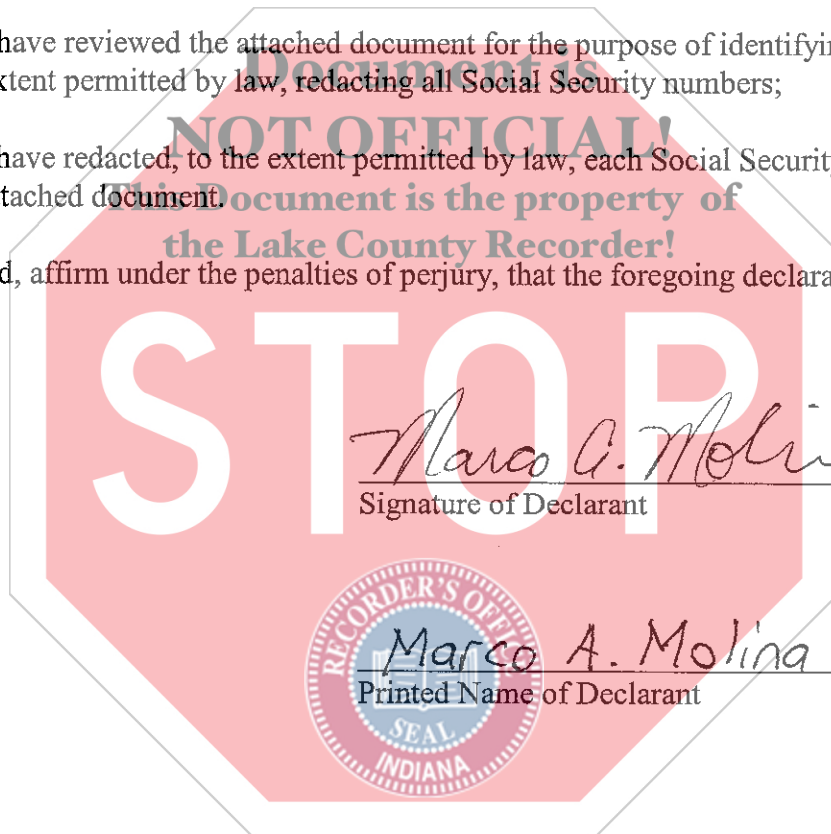 have reviewed the attached document for the purpose of identifyin
xtent permitted by law, redacting all Social Security numbers;
Document is
NOT OFFICIAL!
have redacted, to the extent permitted by law, each Social Security
ttached document.
This Document is the property of
the Lake County Recorder!
d, affirm under the penalties of perjury, that the foregoing declara
STOP
Marco A. Moli
Signature of Declarant
RECORDER'S OFFICE
Marco A. Molina
Printed Name of Declarant
SEAL
INDIANA